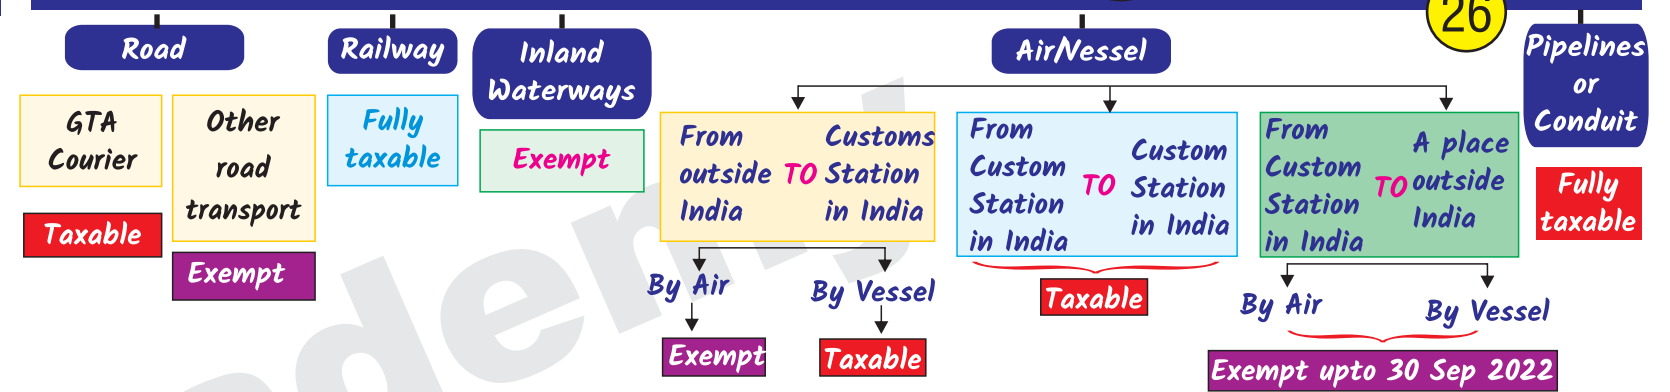 26
Road
Railway
Inland
Waterways
Air/Vessel
Pipelines
or
Conduit
GTA
Courier
Taxable
Other
road
transport
Exempt
Fully
taxable
Exempt
From
outside
India
TO
Customs
Station
in India
By Air
Exempt
By Vessel
Taxable
From
Custom
Station
in India
TO
Custom
Station
in India
Taxable
From
Custom
Station
in India
TO
A place
outside
India
By Air
By Vessel
Exempt upto 30 Sep 2022
Fully
taxable
ademy